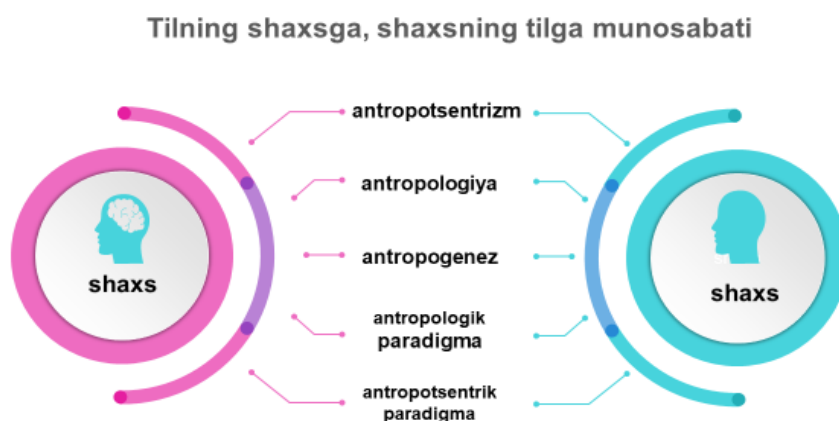 Tilning shaxsga, shaxsning tilga munosabati
antropotsentrizm
antropologiya
antropogenez
antropologik
paradigma
antropotsentrik
paradigma
shaxs
shaxs